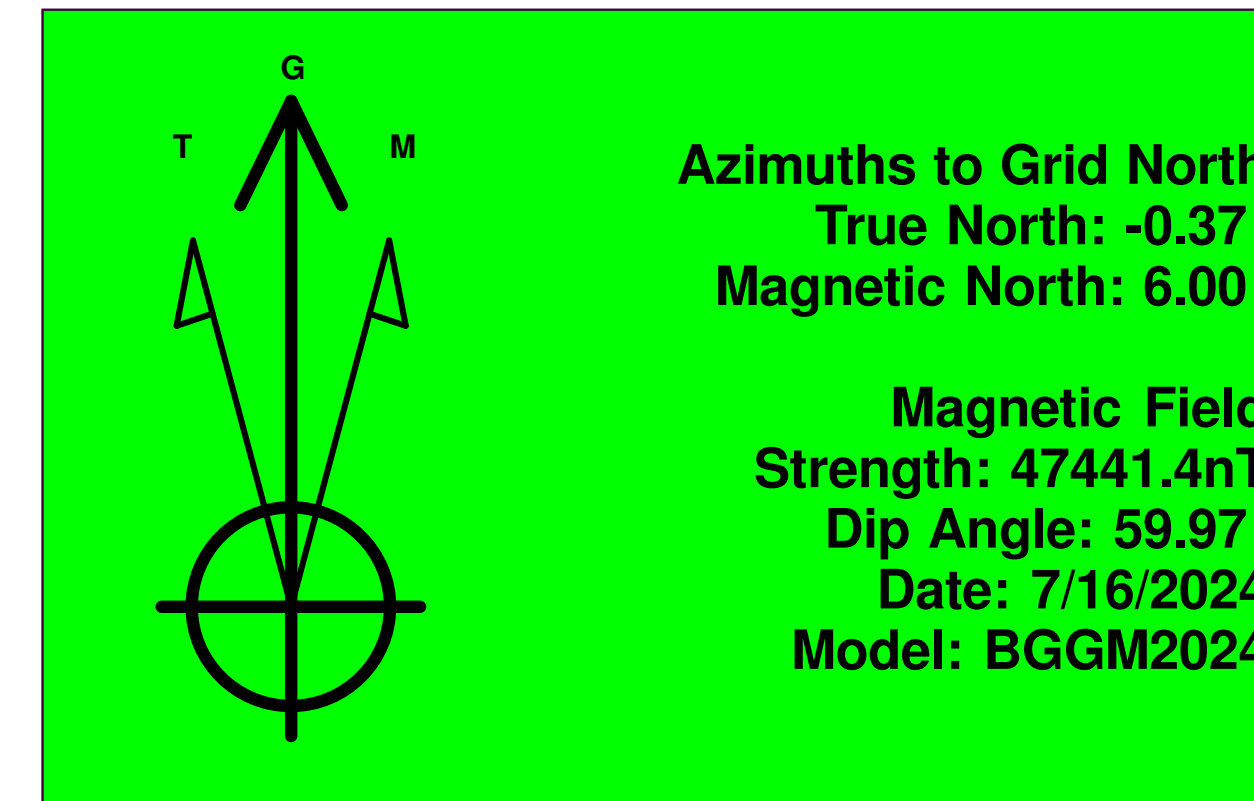 G
T M
Azimuths to Grid North
True North: -0.37
Magnetic North: 6.00
Magnetic Field
Strength: 47441.4nT
Dip Angle: 59.97
Date: 7/16/2024
Model: BGGM2024